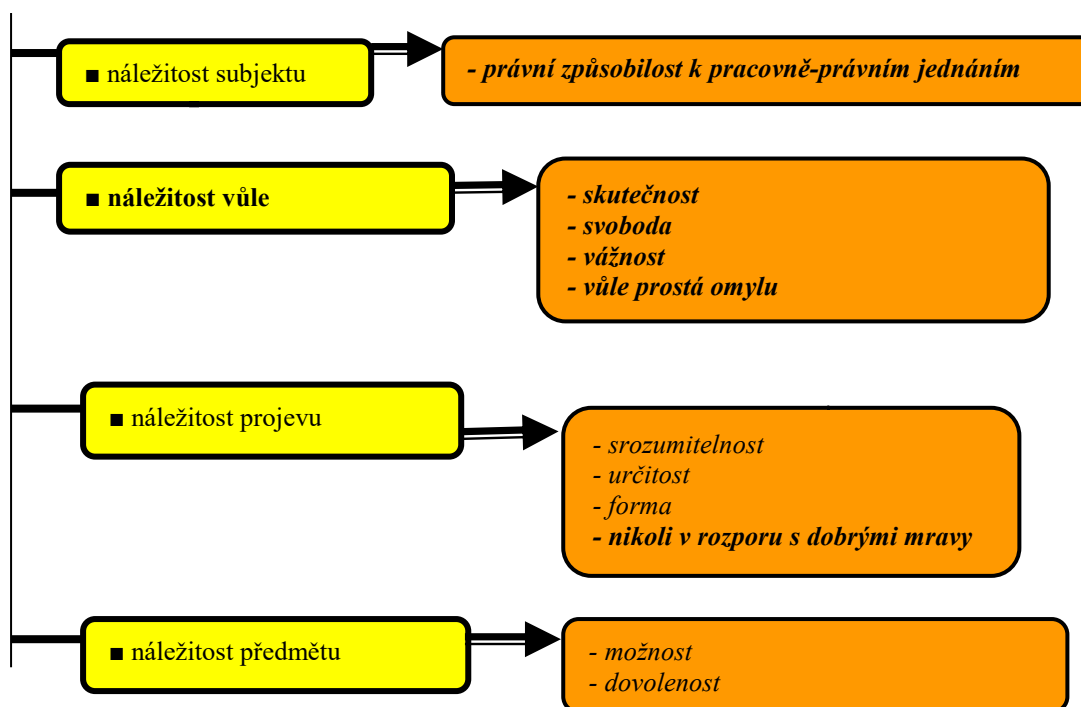 ■ náležitost subjektu
- právní způsobilost k pracovně-právním jednáním
■ náležitost vůle
- skutečnost
- svoboda
- vážnost
- vůle prostá omylu
■ náležitost projevu
- srozumitelnost
- určitost
- forma
- nikoli v rozporu s dobrými mravy
■ náležitost předmětu
- možnost
- dovolenost